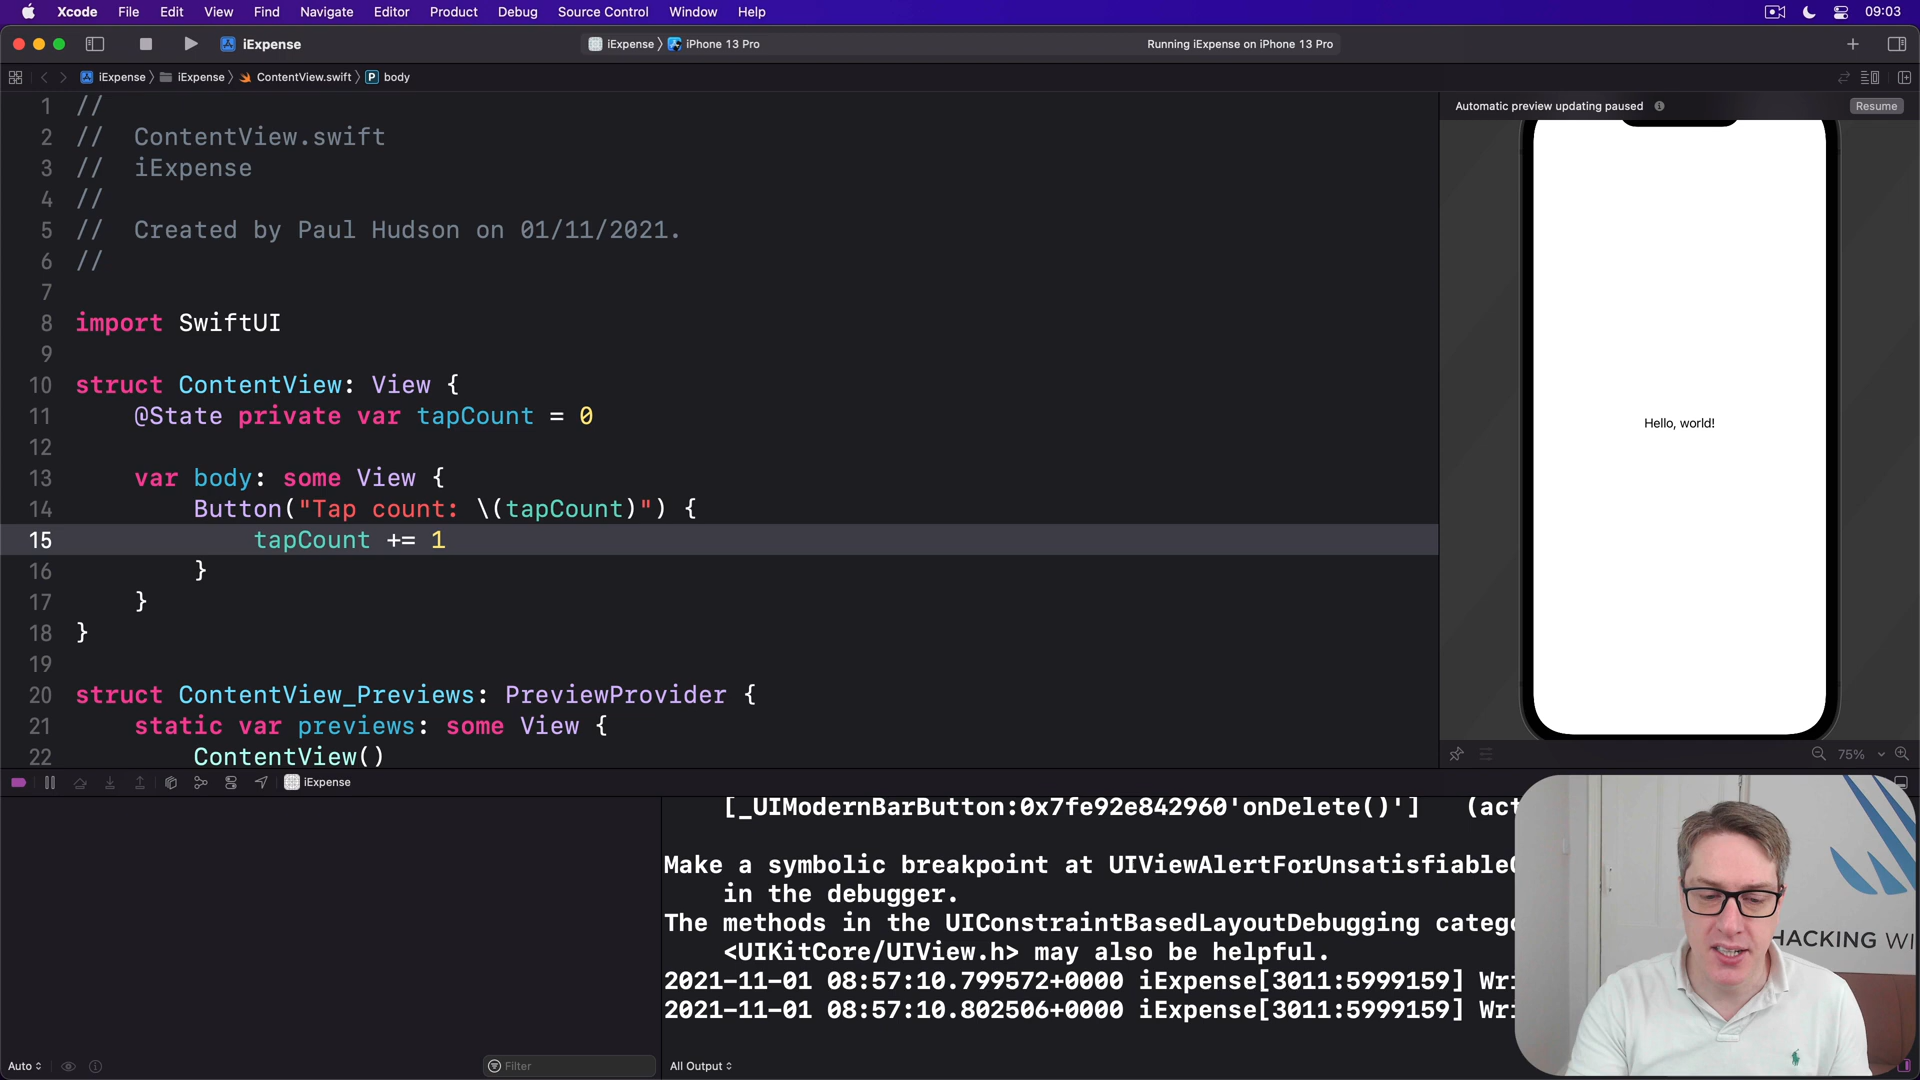 Xcode File Edit View Find Navigate Editor Product Debug Source Control Window Help 09:03
iExpense iExpense iPhone 13 Pro Running iExpense on iPhone 13 Pro
iExpense iExpense ContentView.swift P body
Automatic preview updating paused Resume
1 //
2 //  ContentView.swift
3 //  iExpense
4 //
5 //  Created by Paul Hudson on 01/11/2021.
6 //
7
8 import SwiftUI
9
10 struct ContentView: View {
11     @State private var tapCount = 0
12
13     var body: some View {
14         Button("Tap count: \(tapCount)") {
15             tapCount += 1
16         }
17     }
18 }
19
20 struct ContentView_Previews: PreviewProvider {
21     static var previews: some View {
22         ContentView()
Hello, world!
75%
iExpense
[_UIModernBarButton:0x7fe92e842960'onDelete()'] (act
Make a symbolic breakpoint at UIViewAlertForUnsatisfiable
in the debugger.
The methods in the UIConstraintBasedLayoutDebugging catego
<UIKitCore/UIView.h> may also be helpful.
2021-11-01 08:57:10.799572+0000 iExpense[3011:5999159] Wri
2021-11-01 08:57:10.802506+0000 iExpense[3011:5999159] Wri
HACKING WI
Auto Filter All Output